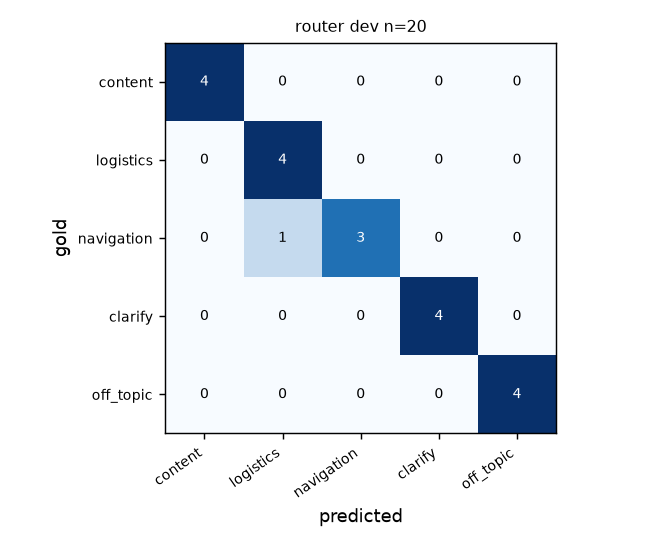 router dev n=20
content 4 0 0 0 0
logistics 0 4 0 0 0
gold
navigation 0 1 3 0 0
clarify 0 0 0 4 0
off_topic 0 0 0 0 4
content logistics navigation clarify off_topic
predicted